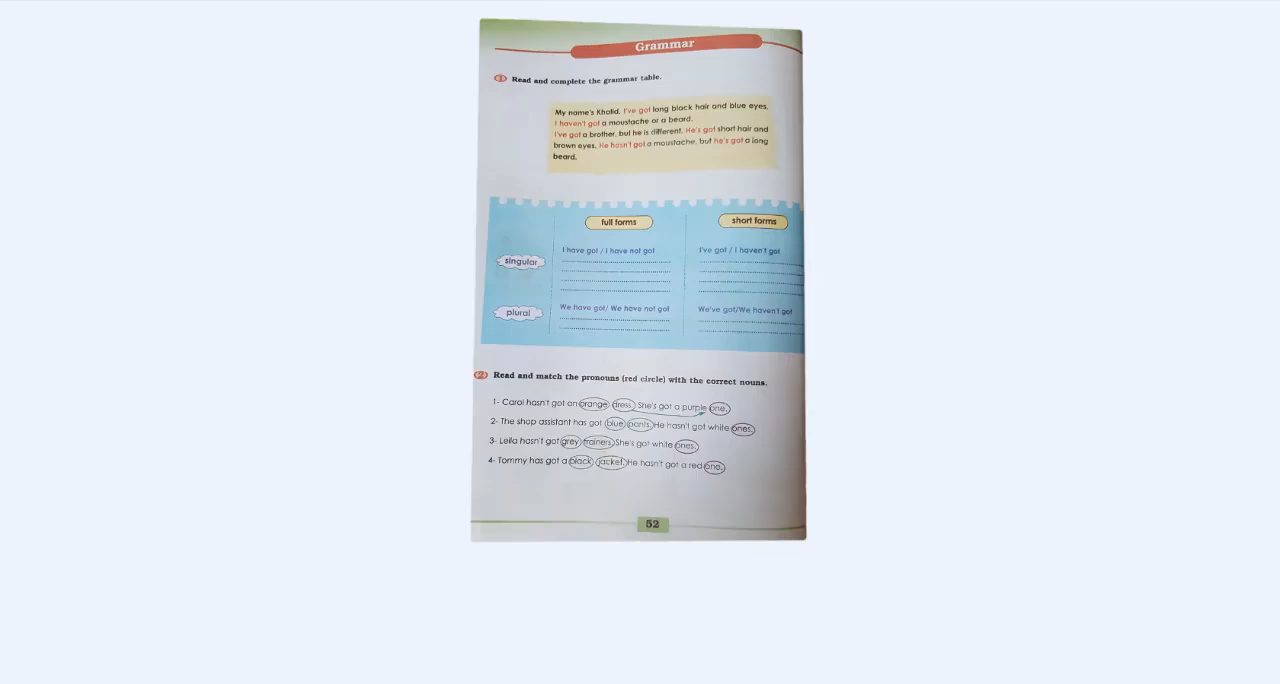 Grammar
1 Read and complete the grammar table.
My name's Khalid. I've got long black hair and blue eyes.
I haven't got a moustache or a beard.
I've got a brother, but he is different. He's got short hair and
brown eyes. He hasn't got a moustache, but he's got a long
beard.
full forms short forms
I have got / I have not got I've got / I haven't got
singular
We have got/ We have not got We've got/We haven't got
plural
Read and match the pronouns (red circle) with the correct nouns.
1- Carol hasn't got an orange dress. She's got a purple one.
2- The shop assistant has got blue pants. He hasn't got white ones.
3- Leila hasn't got grey trainers. She's got white ones.
4- Tommy has got a black jacket. He hasn't got a red one.
52